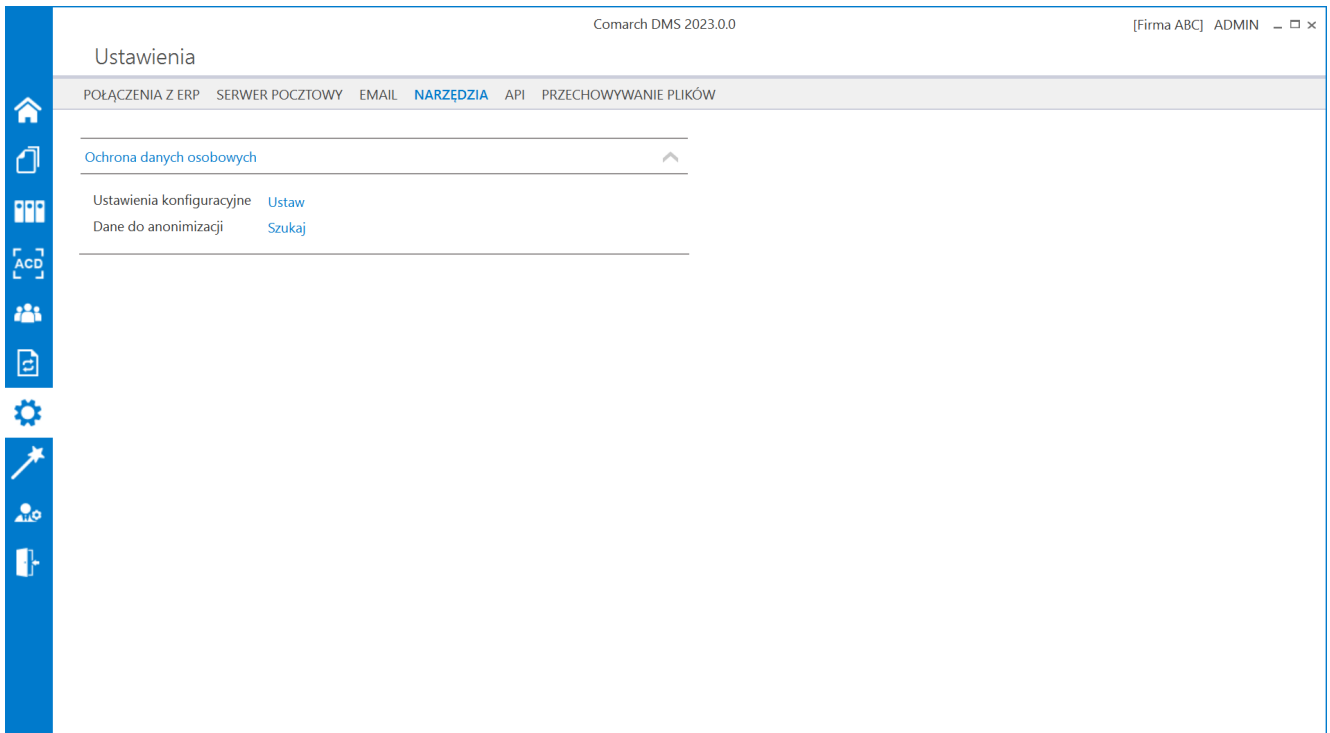 Comarch DMS 2023.0.0
[Firma ABC] ADMIN
Ustawienia
POŁĄCZENIA Z ERP SERWER POCZTOWY EMAIL NARZĘDZIA API PRZECHOWYWANIE PLIKÓW
Ochrona danych osobowych
Ustawienia konfiguracyjne Ustaw
Dane do anonimizacji Szukaj
ACD